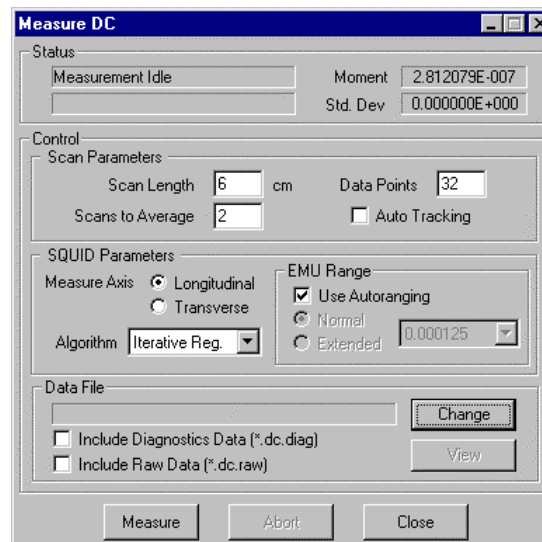 Measure DC
Status
Measurement Idle Moment 2.812079E-007
Std. Dev 0.000000E+000
Control
Scan Parameters
Scan Length 6 cm Data Points 32
Scans to Average 2 Auto Tracking
SQUID Parameters
Measure Axis Longitudinal
Transverse
Algorithm Iterative Reg.
EMU Range
Use Autoranging
Normal 0.000125
Extended
Data File
Change
Include Diagnostics Data (*.dc.diag)
Include Raw Data (*.dc.raw)
View
Measure Abort Close